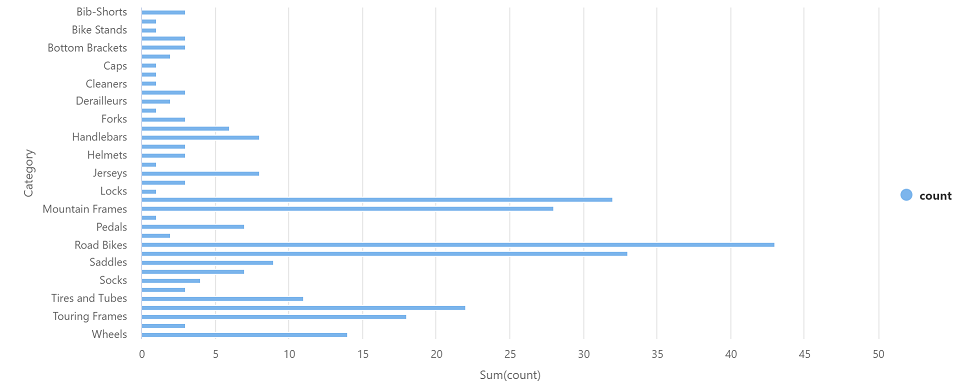 Bib-Shorts
Bike Stands
Bottom Brackets
Caps
Cleaners
Derailleurs
Forks
Handlebars
Helmets
Jerseys
Locks
Mountain Frames
Pedals
Road Bikes
Saddles
Socks
Tires and Tubes
Touring Frames
Wheels
Category
0 5 10 15 20 25 30 35 40 45 50
Sum(count)
count